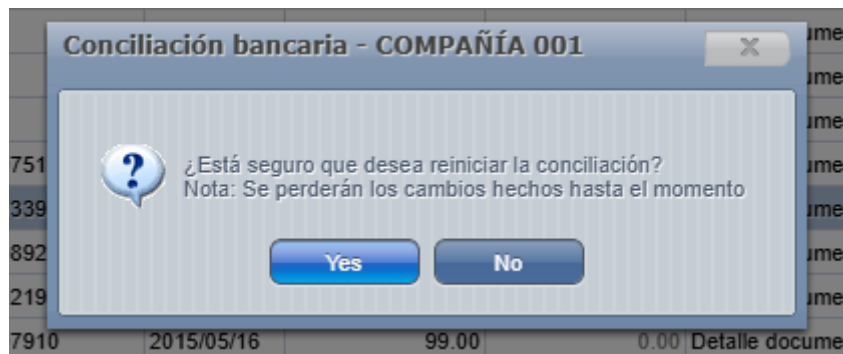 Conciliación bancaria - COMPAÑÍA 001
¿Está seguro que desea reiniciar la conciliación?
Nota: Se perderán los cambios hechos hasta el momento
Yes No
751
339
892
219
7910 2015/05/16 99.00 0.00 Detalle docume